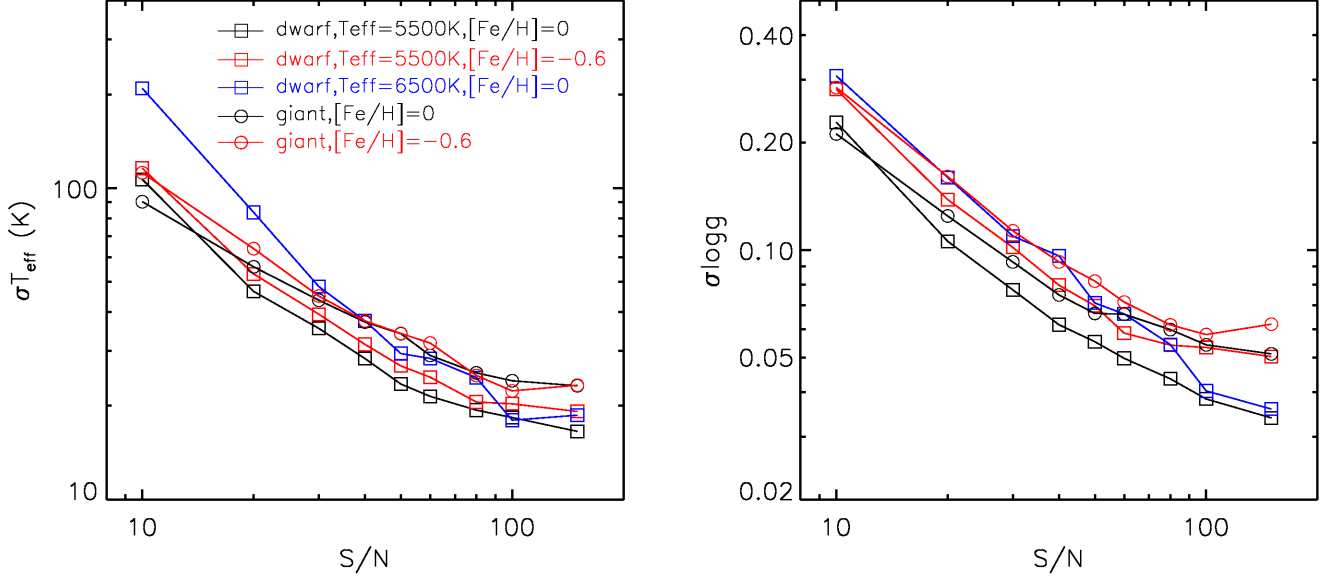 dwarf,Teff=5500K,[Fe/H]=0
dwarf,Teff=5500K,[Fe/H]=−0.6
dwarf,Teff=6500K,[Fe/H]=0
giant,[Fe/H]=0
giant,[Fe/H]=−0.6
100
10
σT_eff (K)
10
100
S/N
0.40
0.20
0.10
0.05
0.02
σlogg
10
100
S/N